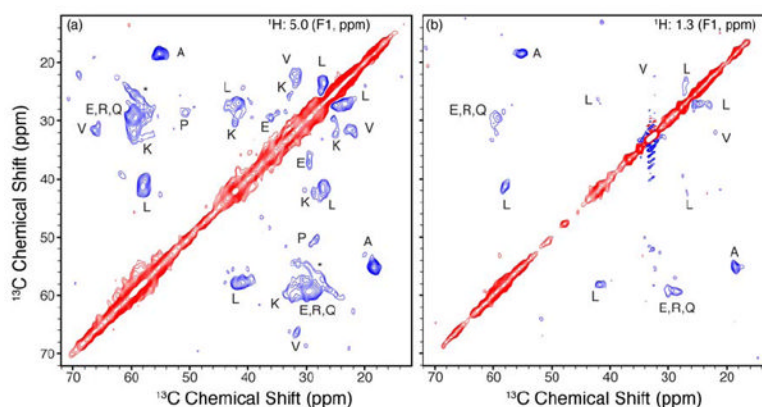 (a) ¹H: 5.0 (F1, ppm)
A
V
L
K
L
L
*
E,R,Q
K
P
E
K
V
V
K
E
L
K
L
P
A
*
L
K
E,R,Q
V
20
30
40
50
60
70
¹³C Chemical Shift (ppm)
70 60 50 40 30 20
¹³C Chemical Shift (ppm)
(b) ¹H: 1.3 (F1, ppm)
A
V
L
L
L
E,R,Q
V
L
L
A
L
E,R,Q
60 50 40 30 20
¹³C Chemical Shift (ppm)